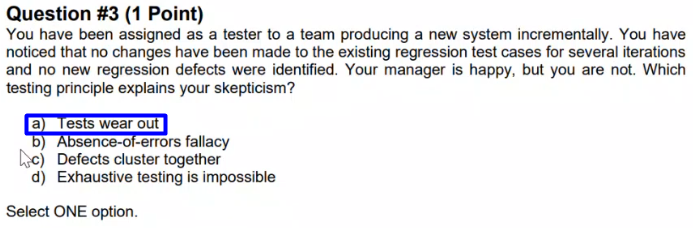 Question #3 (1 Point)
You have been assigned as a tester to a team producing a new system incrementally. You have
noticed that no changes have been made to the existing regression test cases for several iterations
and no new regression defects were identified. Your manager is happy, but you are not. Which
testing principle explains your skepticism?
a) Tests wear out
b) Absence-of-errors fallacy
c) Defects cluster together
d) Exhaustive testing is impossible
Select ONE option.